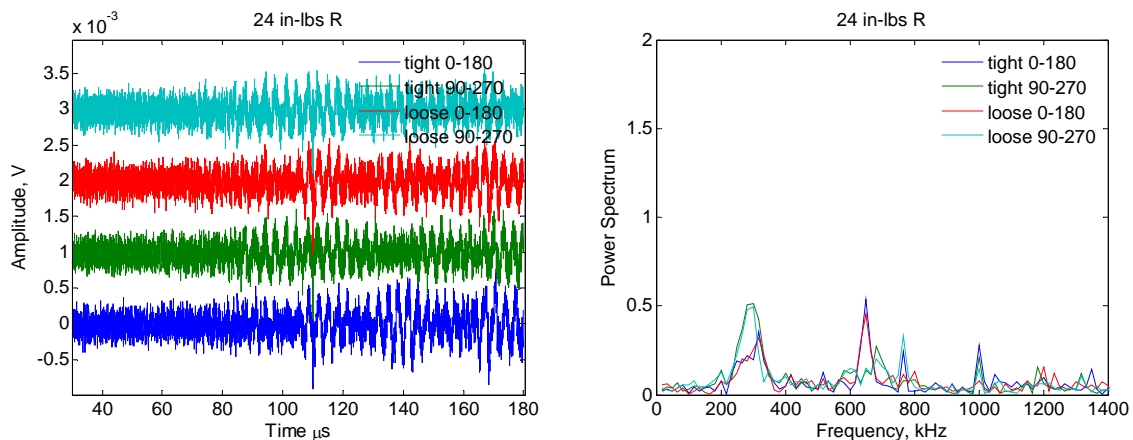 24 in-lbs R
x 10⁻³
3.5
3
2.5
2
1.5
1
0.5
0
-0.5
40 60 80 100 120 140 160 180
Time μs
Amplitude, V
tight 0-180
tight 90-270
loose 0-180
loose 90-270
24 in-lbs R
2
1.5
1
0.5
0
0 200 400 600 800 1000 1200 1400
Frequency, kHz
Power Spectrum
tight 0-180
tight 90-270
loose 0-180
loose 90-270